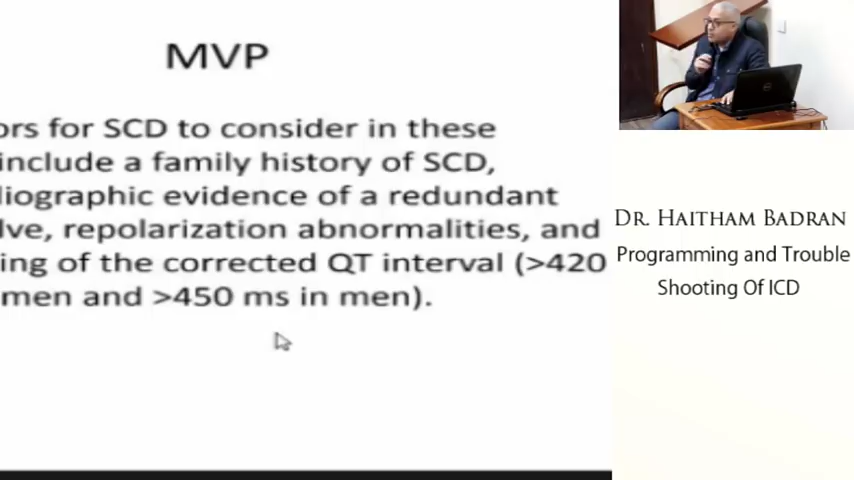 MVP
ors for SCD to consider in these
include a family history of SCD,
liographic evidence of a redundant
lve, repolarization abnormalities, and
ing of the corrected QT interval (>420
men and >450 ms in men).
DR. HAITHAM BADRAN
Programming and Trouble
Shooting Of ICD